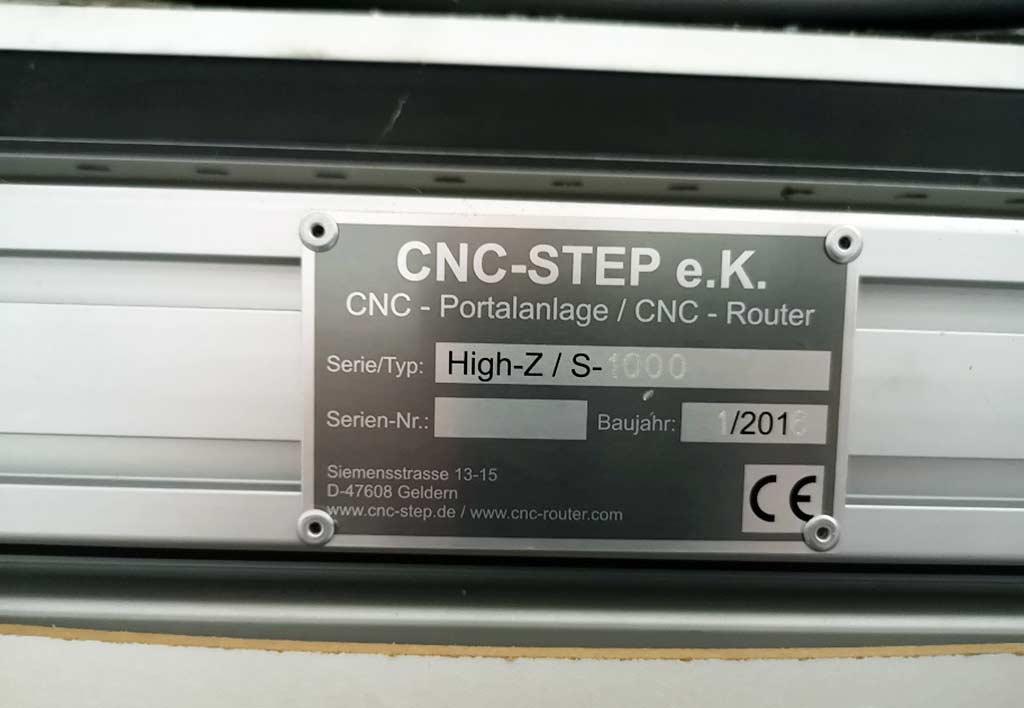 CNC-STEP e.K.
CNC - Portalanlage / CNC - Router
Serie/Typ: High-Z / S-1000
Serien-Nr.:
Baujahr:
Siemensstrasse 13-15
D-47608 Geldern
www.cnc-step.de / www.cnc-router.com
CE